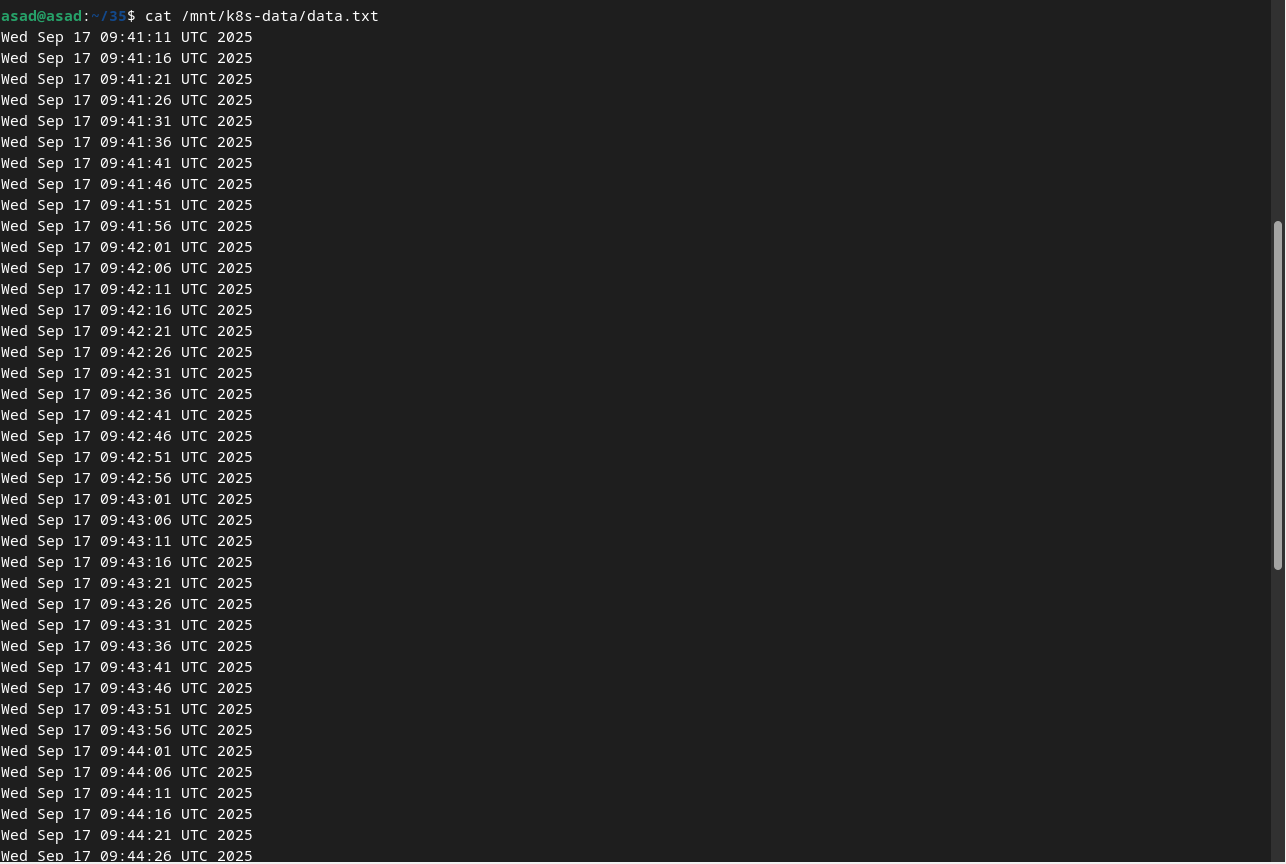 asad@asad:~/35$ cat /mnt/k8s-data/data.txt
Wed Sep 17 09:41:11 UTC 2025
Wed Sep 17 09:41:16 UTC 2025
Wed Sep 17 09:41:21 UTC 2025
Wed Sep 17 09:41:26 UTC 2025
Wed Sep 17 09:41:31 UTC 2025
Wed Sep 17 09:41:36 UTC 2025
Wed Sep 17 09:41:41 UTC 2025
Wed Sep 17 09:41:46 UTC 2025
Wed Sep 17 09:41:51 UTC 2025
Wed Sep 17 09:41:56 UTC 2025
Wed Sep 17 09:42:01 UTC 2025
Wed Sep 17 09:42:06 UTC 2025
Wed Sep 17 09:42:11 UTC 2025
Wed Sep 17 09:42:16 UTC 2025
Wed Sep 17 09:42:21 UTC 2025
Wed Sep 17 09:42:26 UTC 2025
Wed Sep 17 09:42:31 UTC 2025
Wed Sep 17 09:42:36 UTC 2025
Wed Sep 17 09:42:41 UTC 2025
Wed Sep 17 09:42:46 UTC 2025
Wed Sep 17 09:42:51 UTC 2025
Wed Sep 17 09:42:56 UTC 2025
Wed Sep 17 09:43:01 UTC 2025
Wed Sep 17 09:43:06 UTC 2025
Wed Sep 17 09:43:11 UTC 2025
Wed Sep 17 09:43:16 UTC 2025
Wed Sep 17 09:43:21 UTC 2025
Wed Sep 17 09:43:26 UTC 2025
Wed Sep 17 09:43:31 UTC 2025
Wed Sep 17 09:43:36 UTC 2025
Wed Sep 17 09:43:41 UTC 2025
Wed Sep 17 09:43:46 UTC 2025
Wed Sep 17 09:43:51 UTC 2025
Wed Sep 17 09:43:56 UTC 2025
Wed Sep 17 09:44:01 UTC 2025
Wed Sep 17 09:44:06 UTC 2025
Wed Sep 17 09:44:11 UTC 2025
Wed Sep 17 09:44:16 UTC 2025
Wed Sep 17 09:44:21 UTC 2025
Wed Sep 17 09:44:26 UTC 2025